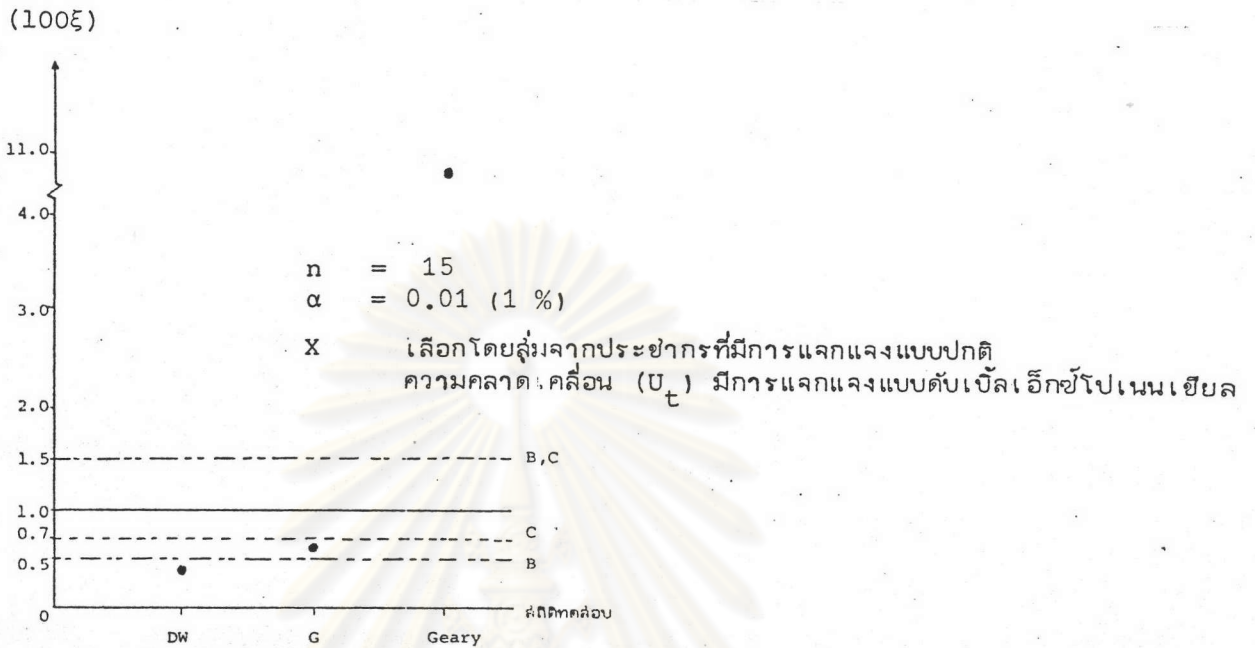 (100ξ)
11.0
4.0
n = 15
α = 0.01 (1 %)
3.0
X เลือกโดยสุ่มจากประชากรที่มีการแจกแจงแบบปกติ
ความคลาดเคลื่อน (U_t) มีการแจกแจงแบบดับเบิ้ลเอ็กซ์โปเนนเชียล
2.0
1.5 B,C
1.0
0.7 C
0.5 B
0 สถิติทดสอบ
DW G Geary